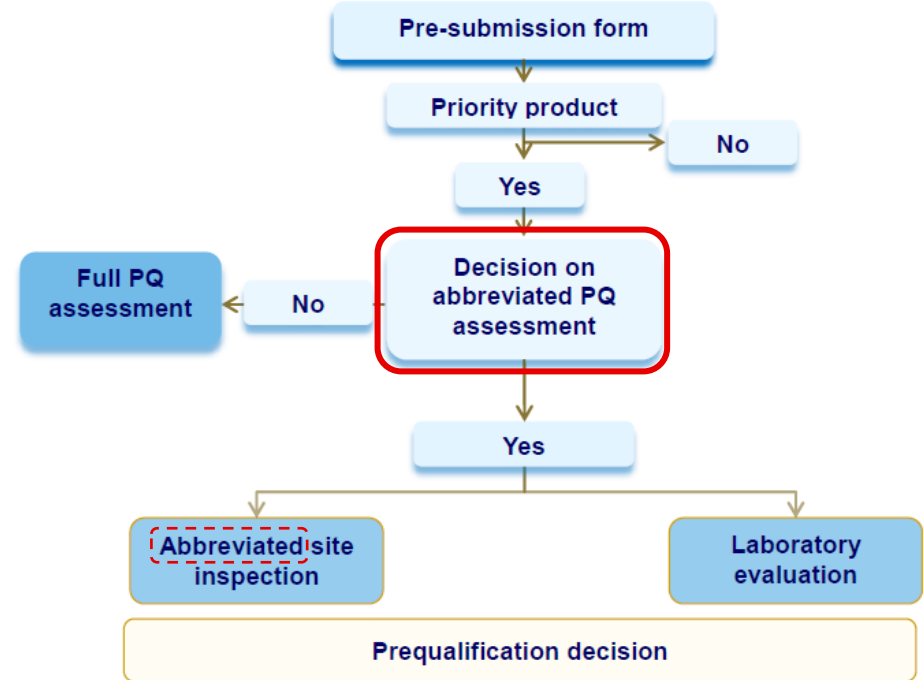 Pre-submission form
Priority product
No
Yes
Decision on
abbreviated PQ
assessment
Full PQ
assessment
No
Yes
Abbreviated site
inspection
Laboratory
evaluation
Prequalification decision